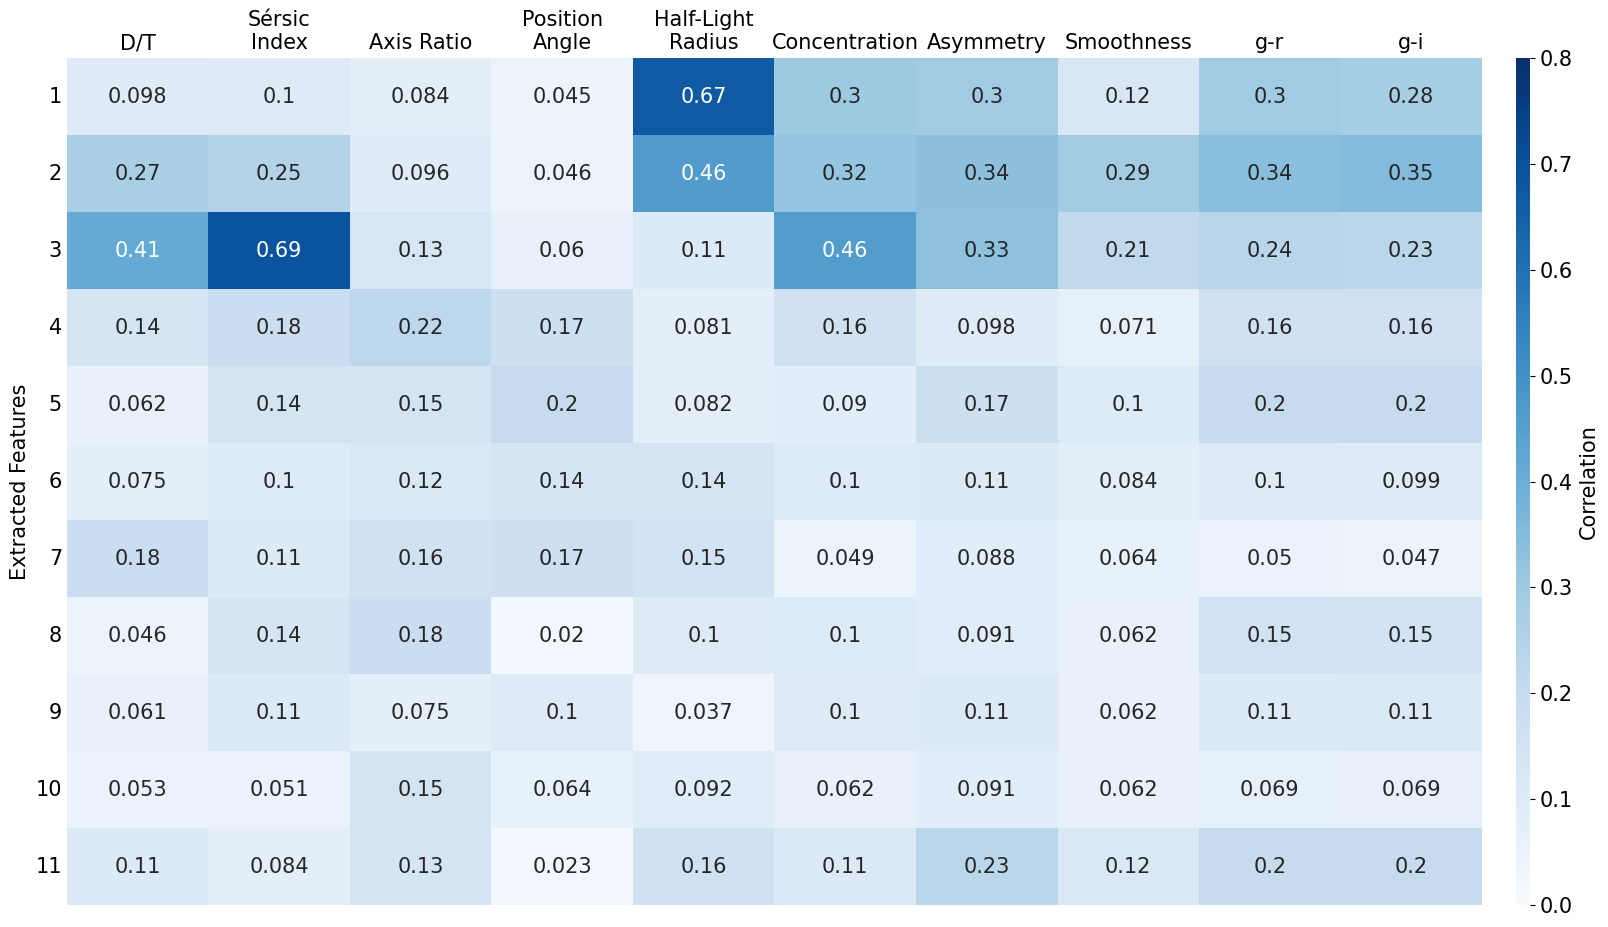 D/T Sérsic Index Axis Ratio Position Angle Half-Light Radius Concentration Asymmetry Smoothness g-r g-i
1 0.098 0.1 0.084 0.045 0.67 0.3 0.3 0.12 0.3 0.28
2 0.27 0.25 0.096 0.046 0.46 0.32 0.34 0.29 0.34 0.35
3 0.41 0.69 0.13 0.06 0.11 0.46 0.33 0.21 0.24 0.23
4 0.14 0.18 0.22 0.17 0.081 0.16 0.098 0.071 0.16 0.16
5 0.062 0.14 0.15 0.2 0.082 0.09 0.17 0.1 0.2 0.2
6 0.075 0.1 0.12 0.14 0.14 0.1 0.11 0.084 0.1 0.099
7 0.18 0.11 0.16 0.17 0.15 0.049 0.088 0.064 0.05 0.047
8 0.046 0.14 0.18 0.02 0.1 0.1 0.091 0.062 0.15 0.15
9 0.061 0.11 0.075 0.1 0.037 0.1 0.11 0.062 0.11 0.11
10 0.053 0.051 0.15 0.064 0.092 0.062 0.091 0.062 0.069 0.069
11 0.11 0.084 0.13 0.023 0.16 0.11 0.23 0.12 0.2 0.2
Extracted Features
0.8
0.7
0.6
0.5
0.4
0.3
0.2
0.1
0.0
Correlation